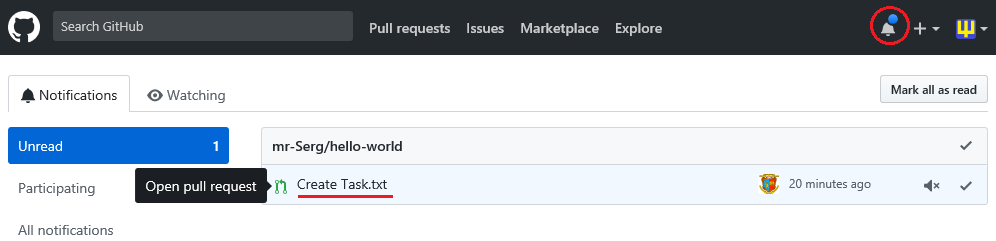 Search GitHub Pull requests Issues Marketplace Explore
Notifications Watching Mark all as read
Unread 1
mr-Serg/hello-world
Participating
Open pull request
Create Task.txt 20 minutes ago
All notifications